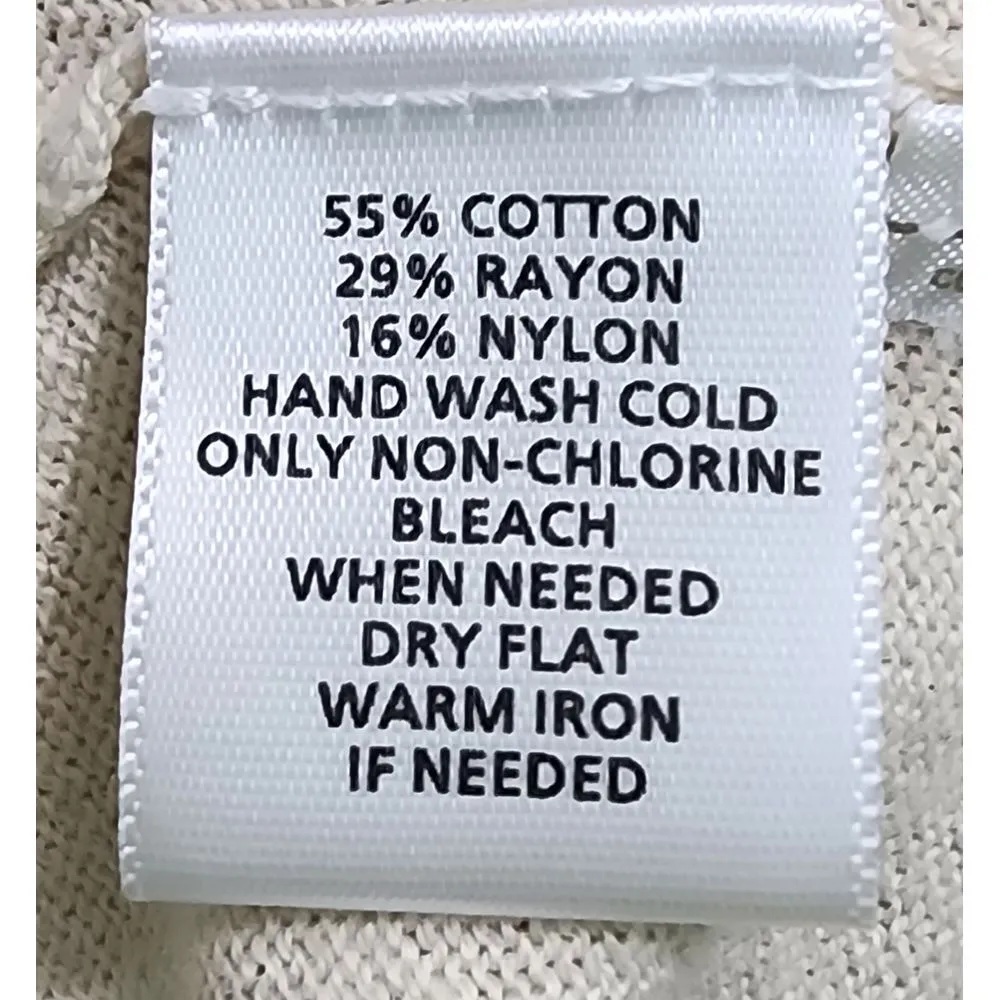 55% COTTON
29% RAYON
16% NYLON
HAND WASH COLD
ONLY NON-CHLORINE
BLEACH
WHEN NEEDED
DRY FLAT
WARM IRON
IF NEEDED